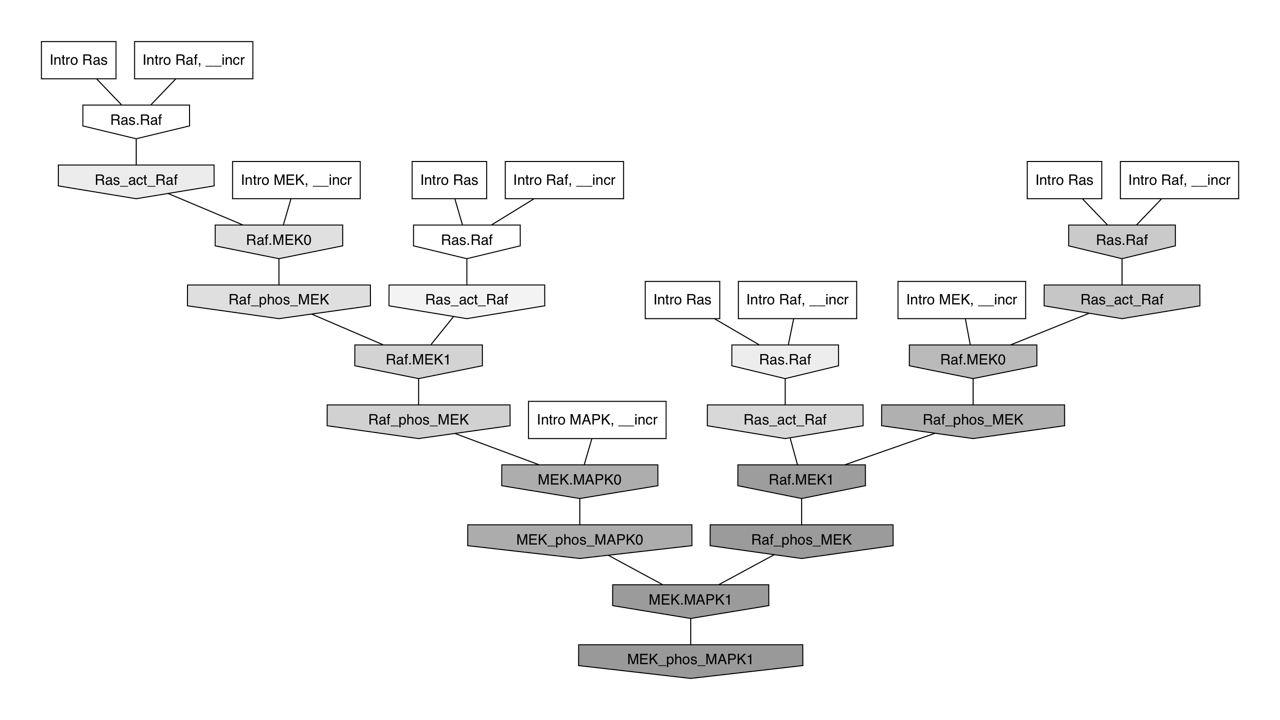 Intro Ras
Intro Raf, __incr
Ras.Raf
Ras_act_Raf
Intro MEK, __incr
Intro Ras
Intro Raf, __incr
Intro Ras
Intro Raf, __incr
Raf.MEK0
Ras.Raf
Ras.Raf
Raf_phos_MEK
Ras_act_Raf
Intro Ras
Intro Raf, __incr
Intro MEK, __incr
Ras_act_Raf
Raf.MEK1
Ras.Raf
Raf.MEK0
Raf_phos_MEK
Intro MAPK, __incr
Ras_act_Raf
Raf_phos_MEK
MEK.MAPK0
Raf.MEK1
MEK_phos_MAPK0
Raf_phos_MEK
MEK.MAPK1
MEK_phos_MAPK1